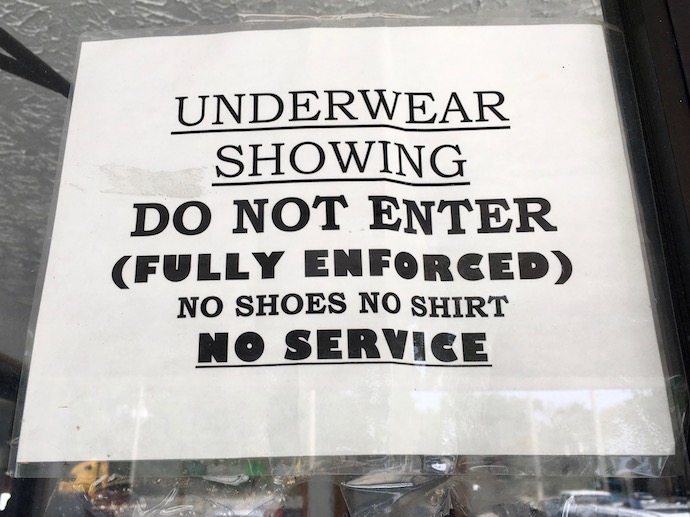 UNDERWEAR
SHOWING
DO NOT ENTER
(FULLY ENFORCED)
NO SHOES NO SHIRT
NO SERVICE